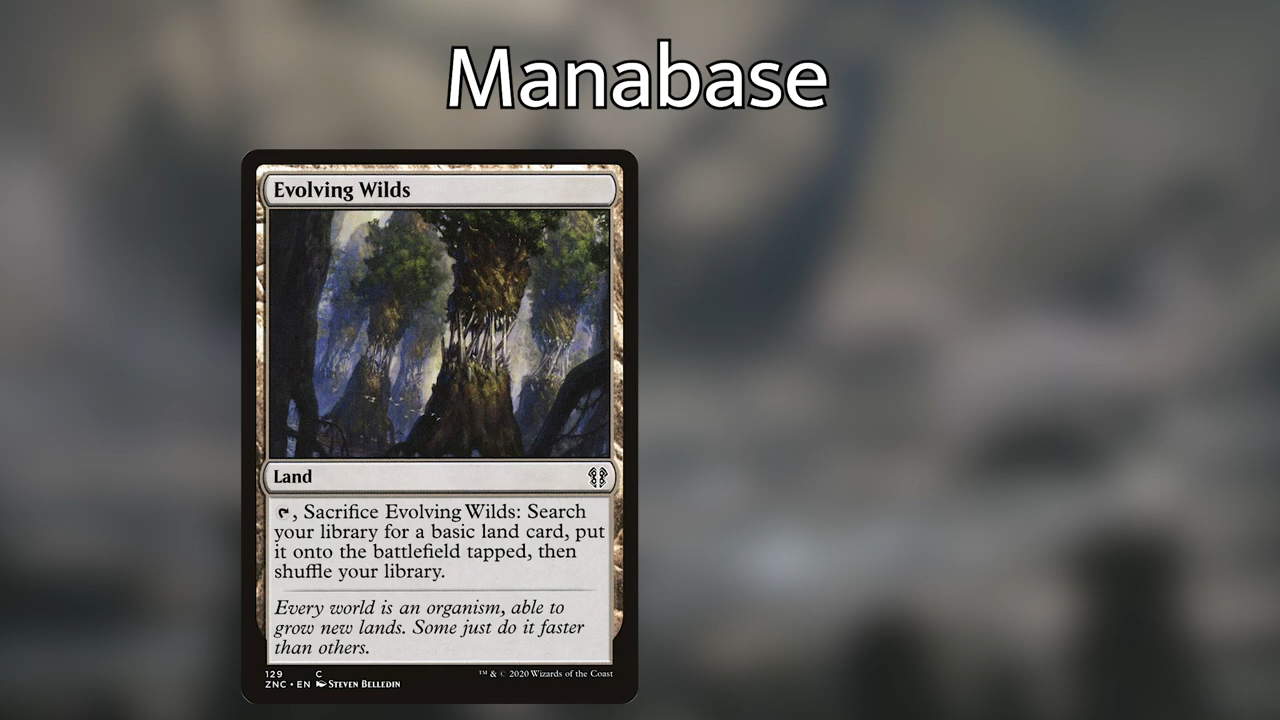 Manabase
Evolving Wilds
Land
, Sacrifice Evolving Wilds: Search
your library for a basic land card, put
it onto the battlefield tapped, then
shuffle your library.
Every world is an organism, able to
grow new lands. Some just do it faster
than others.
129 C
ZNC • EN STEVEN BELLEDIN
™ & © 2020 Wizards of the Coast